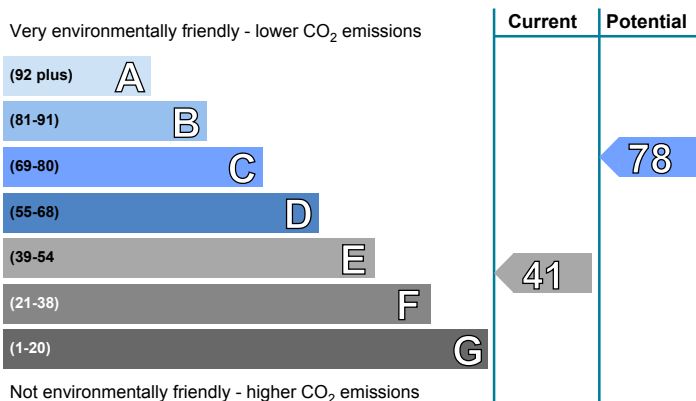 Very environmentally friendly - lower CO2 emissions
Current
Potential
(92 plus) A
(81-91) B
(69-80) C
78
(55-68) D
(39-54 E
41
(21-38) F
(1-20) G
Not environmentally friendly - higher CO2 emissions